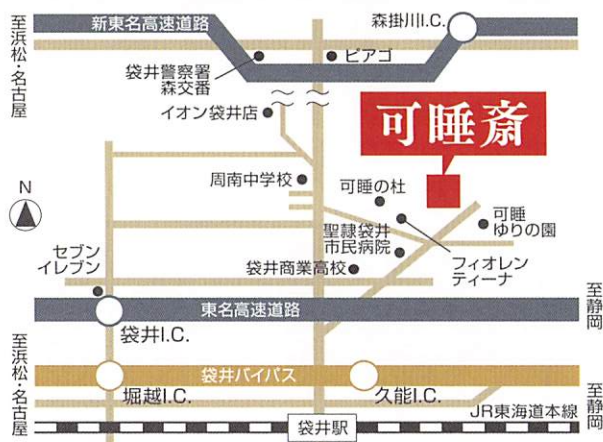 至浜松・名古屋
新東名高速道路
森掛川I.C.
袋井警察署
森交番
ピアゴ
イオン袋井店
可睡斎
周南中学校
可睡の杜
N
可睡
ゆりの園
聖隷袋井
市民病院
フィオレン
ティーナ
セブン
イレブン
袋井商業高校
東名高速道路
至静岡
袋井I.C.
至浜松・名古屋
袋井バイパス
堀越I.C.
久能I.C.
至静岡
JR東海道本線
袋井駅